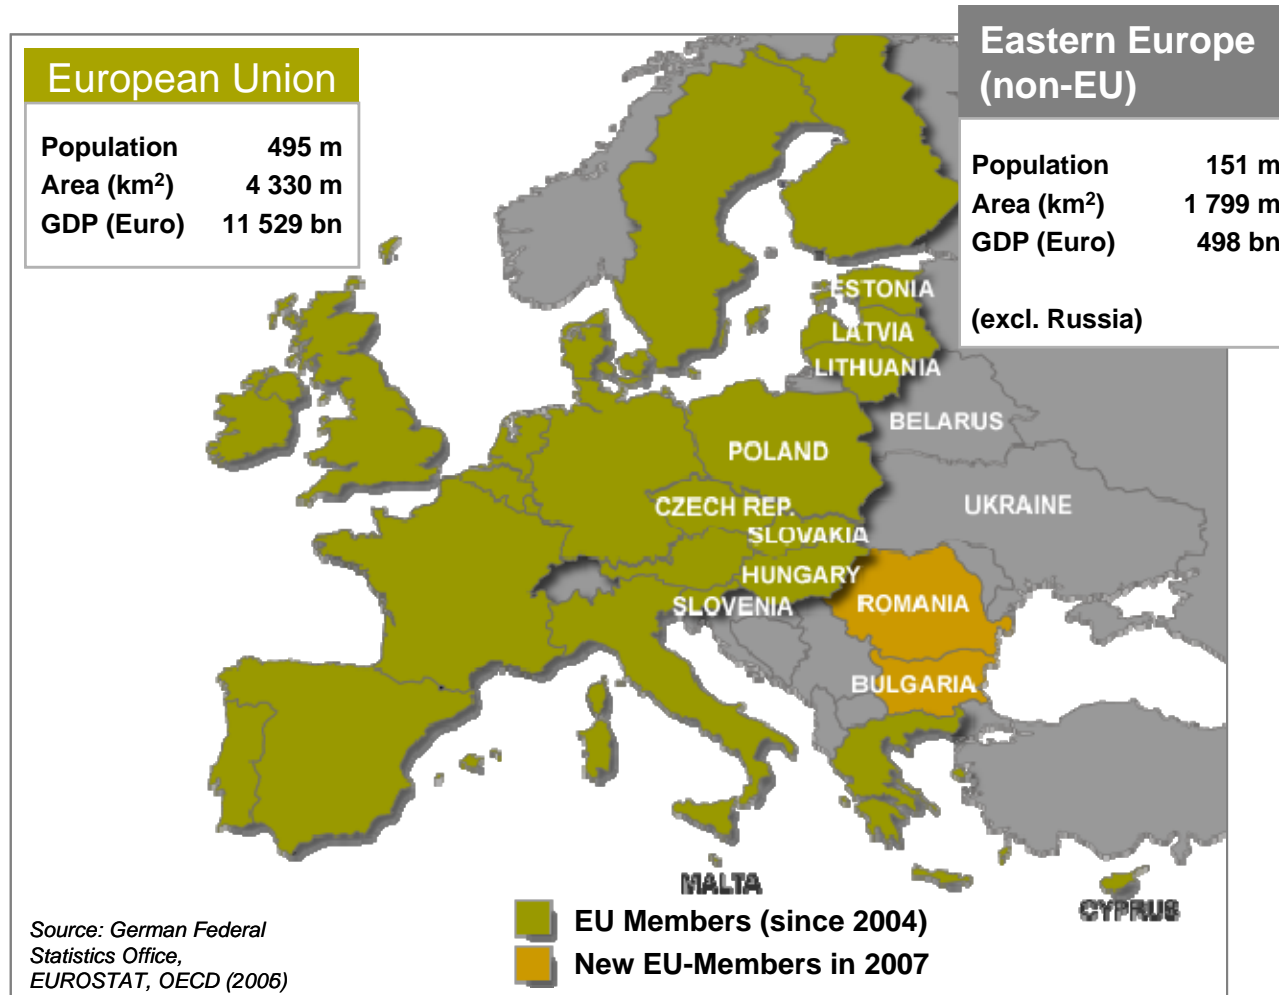 European Union
Population 495 m
Area (km²) 4 330 m
GDP (Euro) 11 529 bn
Eastern Europe
(non-EU)
Population 151 m
Area (km²) 1 799 m
GDP (Euro) 498 bn
(excl. Russia)
ESTONIA
LATVIA
LITHUANIA
BELARUS
POLAND
UKRAINE
CZECH REP.
SLOVAKIA
HUNGARY
SLOVENIA
ROMANIA
BULGARIA
MALTA
CYPRUS
EU Members (since 2004)
New EU-Members in 2007
Source: German Federal
Statistics Office,
EUROSTAT, OECD (2006)